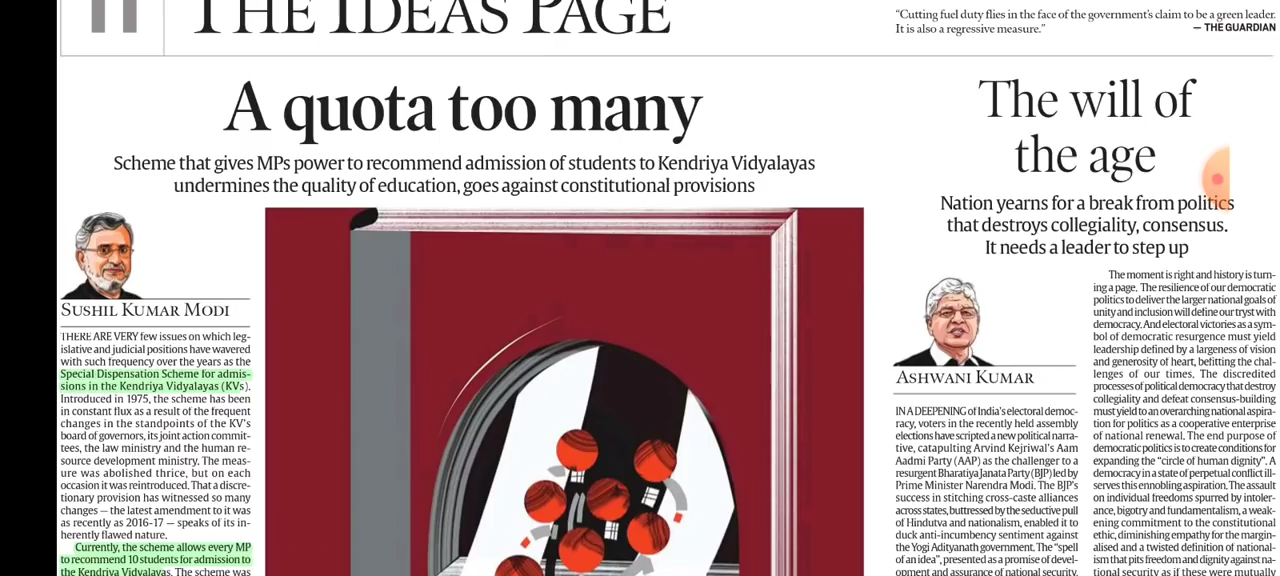 THE IDEAS PAGE
“Cutting fuel duty flies in the face of the government’s claim to be a green leader.
It is also a regressive measure.”
— THE GUARDIAN
A quota too many
Scheme that gives MPs power to recommend admission of students to Kendriya Vidyalayas
undermines the quality of education, goes against constitutional provisions
SUSHIL KUMAR MODI
THERE ARE VERY few issues on which leg-
islative and judicial positions have wavered
with such frequency over the years as the
Special Dispensation Scheme for admis-
sions in the Kendriya Vidyalayas (KVs).
Introduced in 1975, the scheme has been
in constant flux as a result of the frequent
changes in the standpoints of the KV’s
board of governors, its joint action commit-
tees, the law ministry and the human re-
source development ministry. The meas-
ure was abolished thrice, but on each
occasion it was reintroduced. That a discre-
tionary provision has witnessed so many
changes — the latest amendment to it was
as recently as 2016-17 — speaks of its in-
herently flawed nature.
Currently, the scheme allows every MP
to recommend 10 students for admission to
the Kendriya Vidyalayas. The scheme was
The will of
the age
Nation yearns for a break from politics
that destroys collegiality, consensus.
It needs a leader to step up
ASHWANI KUMAR
IN A DEEPENING of India’s electoral democ-
racy, voters in the recently held assembly
elections have scripted a new political narra-
tive, catapulting Arvind Kejriwal’s Aam
Aadmi Party (AAP) as the challenger to a
resurgent Bharatiya Janata Party (BJP) led by
Prime Minister Narendra Modi. The BJP’s
success in stitching cross-caste alliances
across states, buttressed by the seductive pull
of Hindutva and nationalism, enabled it to
duck anti-incumbency sentiment against
the Yogi Adityanath government. The “spell
of an idea”, presented as a promise of devel-
opment and assurance of national security,
The moment is right and history is turn-
ing a page. The resilience of our democratic
politics to deliver the larger national goals of
unity and inclusion will define our tryst with
democracy. And electoral victories as a sym-
bol of democratic resurgence must yield
leadership defined by a largeness of vision
and generosity of heart, befitting the chal-
lenges of our times. The discredited
processes of political democracy that destroy
collegiality and defeat consensus-building
must yield to an overarching national aspira-
tion for politics as a cooperative enterprise
of national renewal. The end purpose of
democratic politics is to create conditions for
expanding the “circle of human dignity”. A
democracy in a state of perpetual conflict ill-
serves this ennobling aspiration. The assault
on individual freedoms spurred by intoler-
ance, bigotry and fundamentalism, a weak-
ening commitment to the constitutional
ethic, diminishing empathy for the margin-
alised and a twisted definition of national-
ism that pits freedom and dignity against na-
tional security as if these were mutually